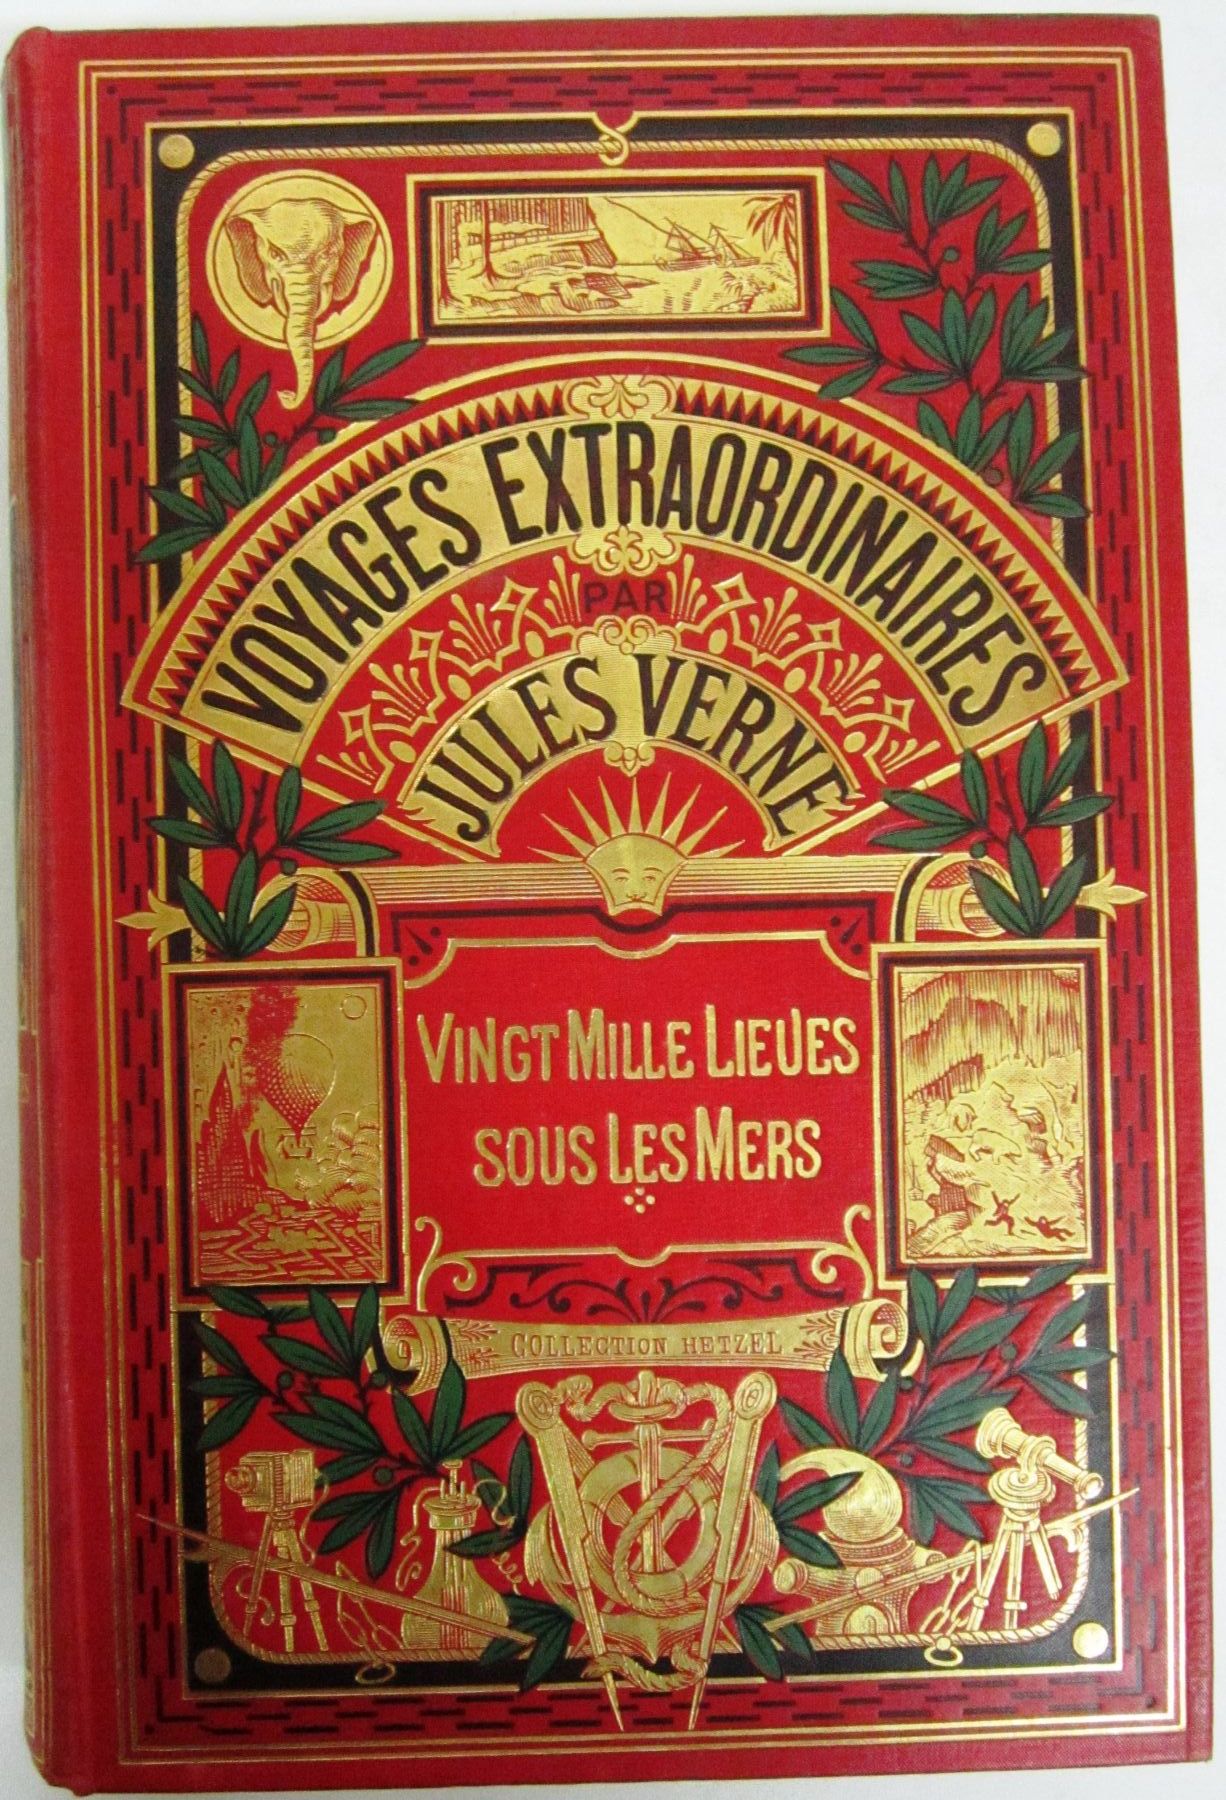 VOYAGES EXTRAORDINAIRES
PAR
JULES VERNE
VINGT MILLE LIEUES
SOUS LES MERS
COLLECTION HETZEL